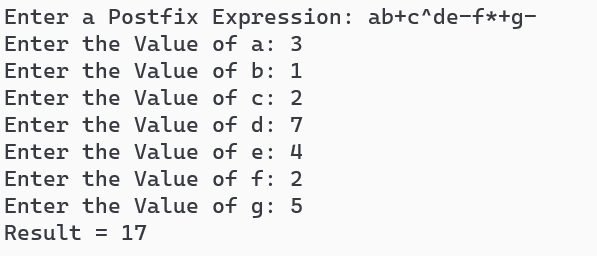 Enter a Postfix Expression: ab+c^de-f*+g-
Enter the Value of a: 3
Enter the Value of b: 1
Enter the Value of c: 2
Enter the Value of d: 7
Enter the Value of e: 4
Enter the Value of f: 2
Enter the Value of g: 5
Result = 17